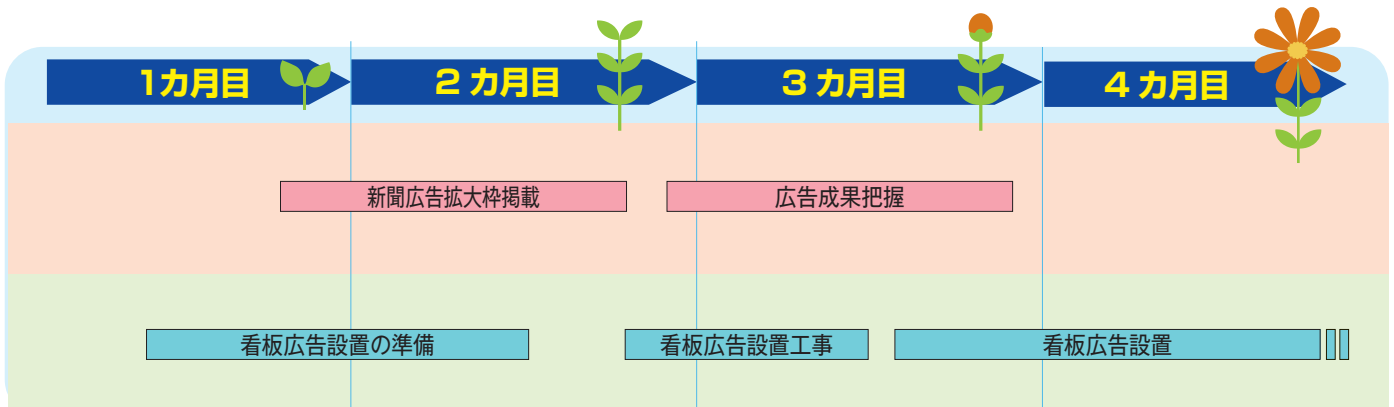 1カ月目
2 カ月目
3 カ月目
4 カ月目
新聞広告拡大枠掲載
広告成果把握
看板広告設置の準備
看板広告設置工事
看板広告設置